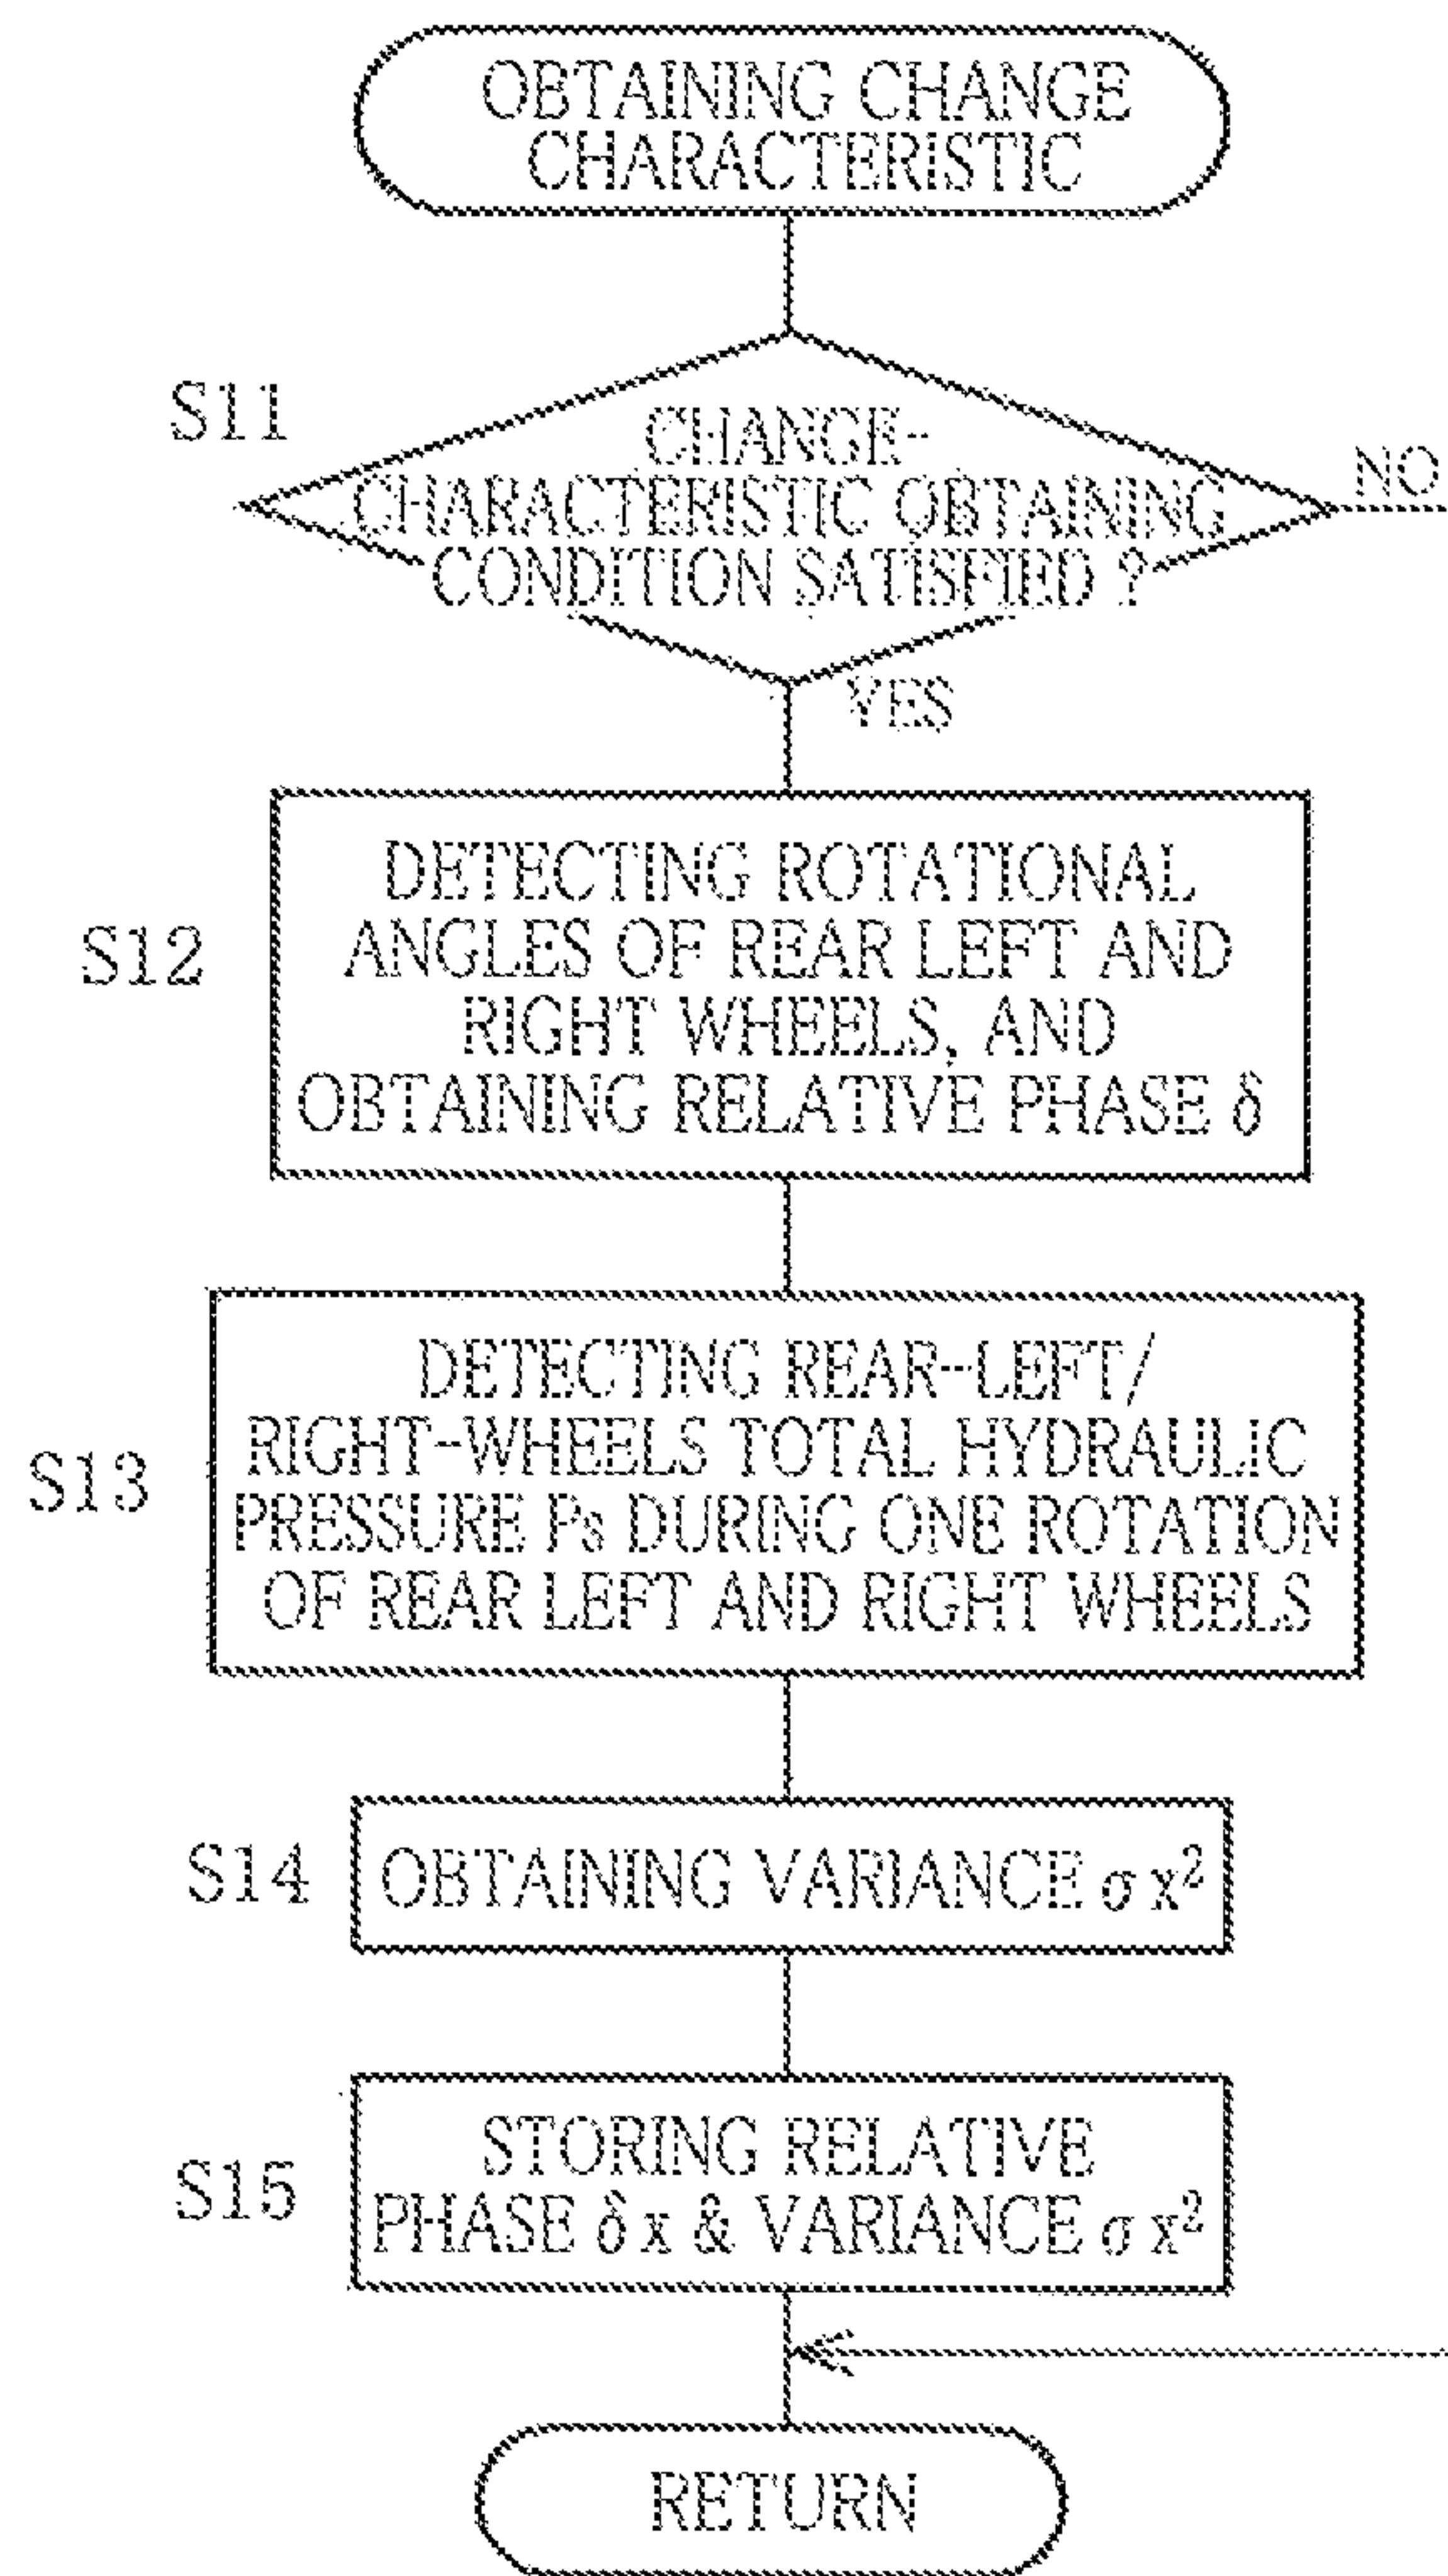 OBTAINING CHANGE
CHARACTERISTIC
S11
CHANGE-
CHARACTERISTIC OBTAINING
CONDITION SATISFIED ?
NO
YES
S12
DETECTING ROTATIONAL
ANGLES OF REAR LEFT AND
RIGHT WHEELS, AND
OBTAINING RELATIVE PHASE δ
S13
DETECTING REAR-LEFT/
RIGHT-WHEELS TOTAL HYDRAULIC
PRESSURE Ps DURING ONE ROTATION
OF REAR LEFT AND RIGHT WHEELS
S14
OBTAINING VARIANCE σx²
S15
STORING RELATIVE
PHASE δx & VARIANCE σx²
RETURN